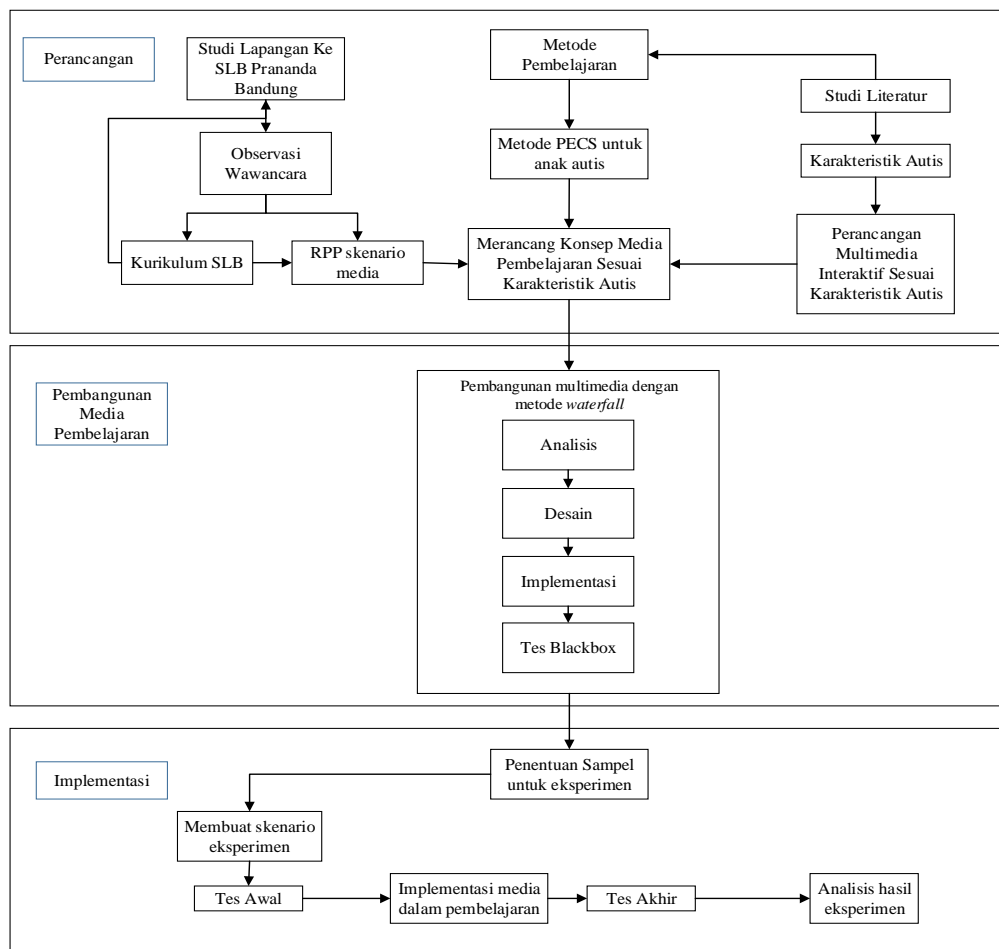 Perancangan
Studi Lapangan Ke
SLB Prananda
Bandung
Observasi
Wawancara
Kurikulum SLB
RPP skenario
media
Metode
Pembelajaran
Metode PECS untuk
anak autis
Merancang Konsep Media
Pembelajaran Sesuai
Karakteristik Autis
Studi Literatur
Karakteristik Autis
Perancangan
Multimedia
Interaktif Sesuai
Karakteristik Autis
Pembangunan
Media
Pembelajaran
Pembangunan multimedia dengan
metode waterfall
Analisis
Desain
Implementasi
Tes Blackbox
Implementasi
Penentuan Sampel
untuk eksperimen
Membuat skenario
eksperimen
Tes Awal
Implementasi media
dalam pembelajaran
Tes Akhir
Analisis hasil
eksperimen